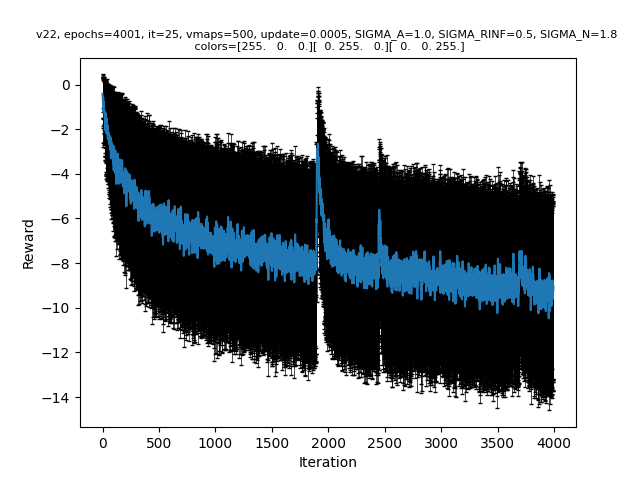 v22, epochs=4001, it=25, vmaps=500, update=0.0005, SIGMA_A=1.0, SIGMA_RINF=0.5, SIGMA_N=1.8
colors=[255.   0.   0.][  0. 255.   0.][  0.   0. 255.]
0
−2
−4
−6
−8
−10
−12
−14
Reward
0 500 1000 1500 2000 2500 3000 3500 4000
Iteration